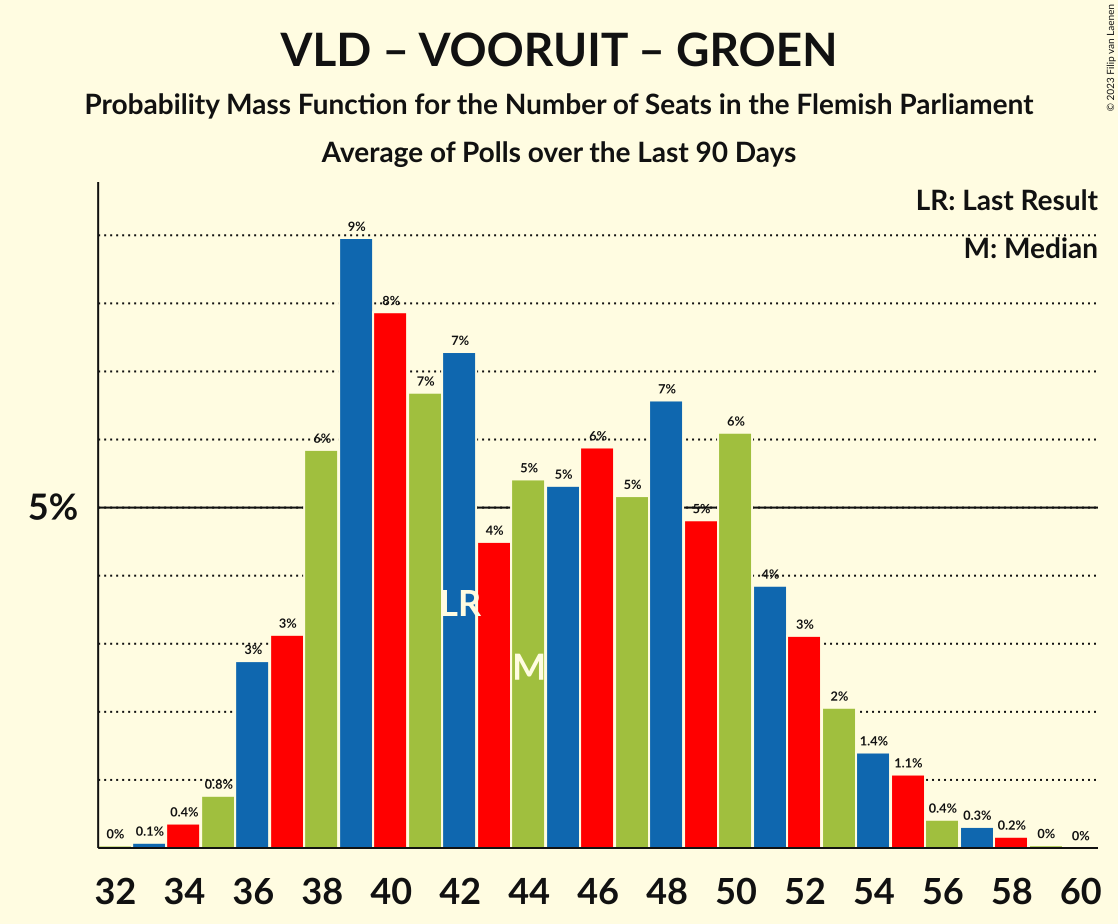 VLD – VOORUIT – GROEN
Probability Mass Function for the Number of Seats in the Flemish Parliament
Average of Polls over the Last 90 Days
© 2023 Filip van Laenen
LR: Last Result
M: Median
5%
0% 0.1% 0.4% 0.8% 3% 3% 6% 9% 8% 7% 7% 4% 5% 5% 6% 5% 7% 5% 6% 4% 3% 2% 1.4% 1.1% 0.4% 0.3% 0.2% 0% 0%
LR
M
32 34 36 38 40 42 44 46 48 50 52 54 56 58 60